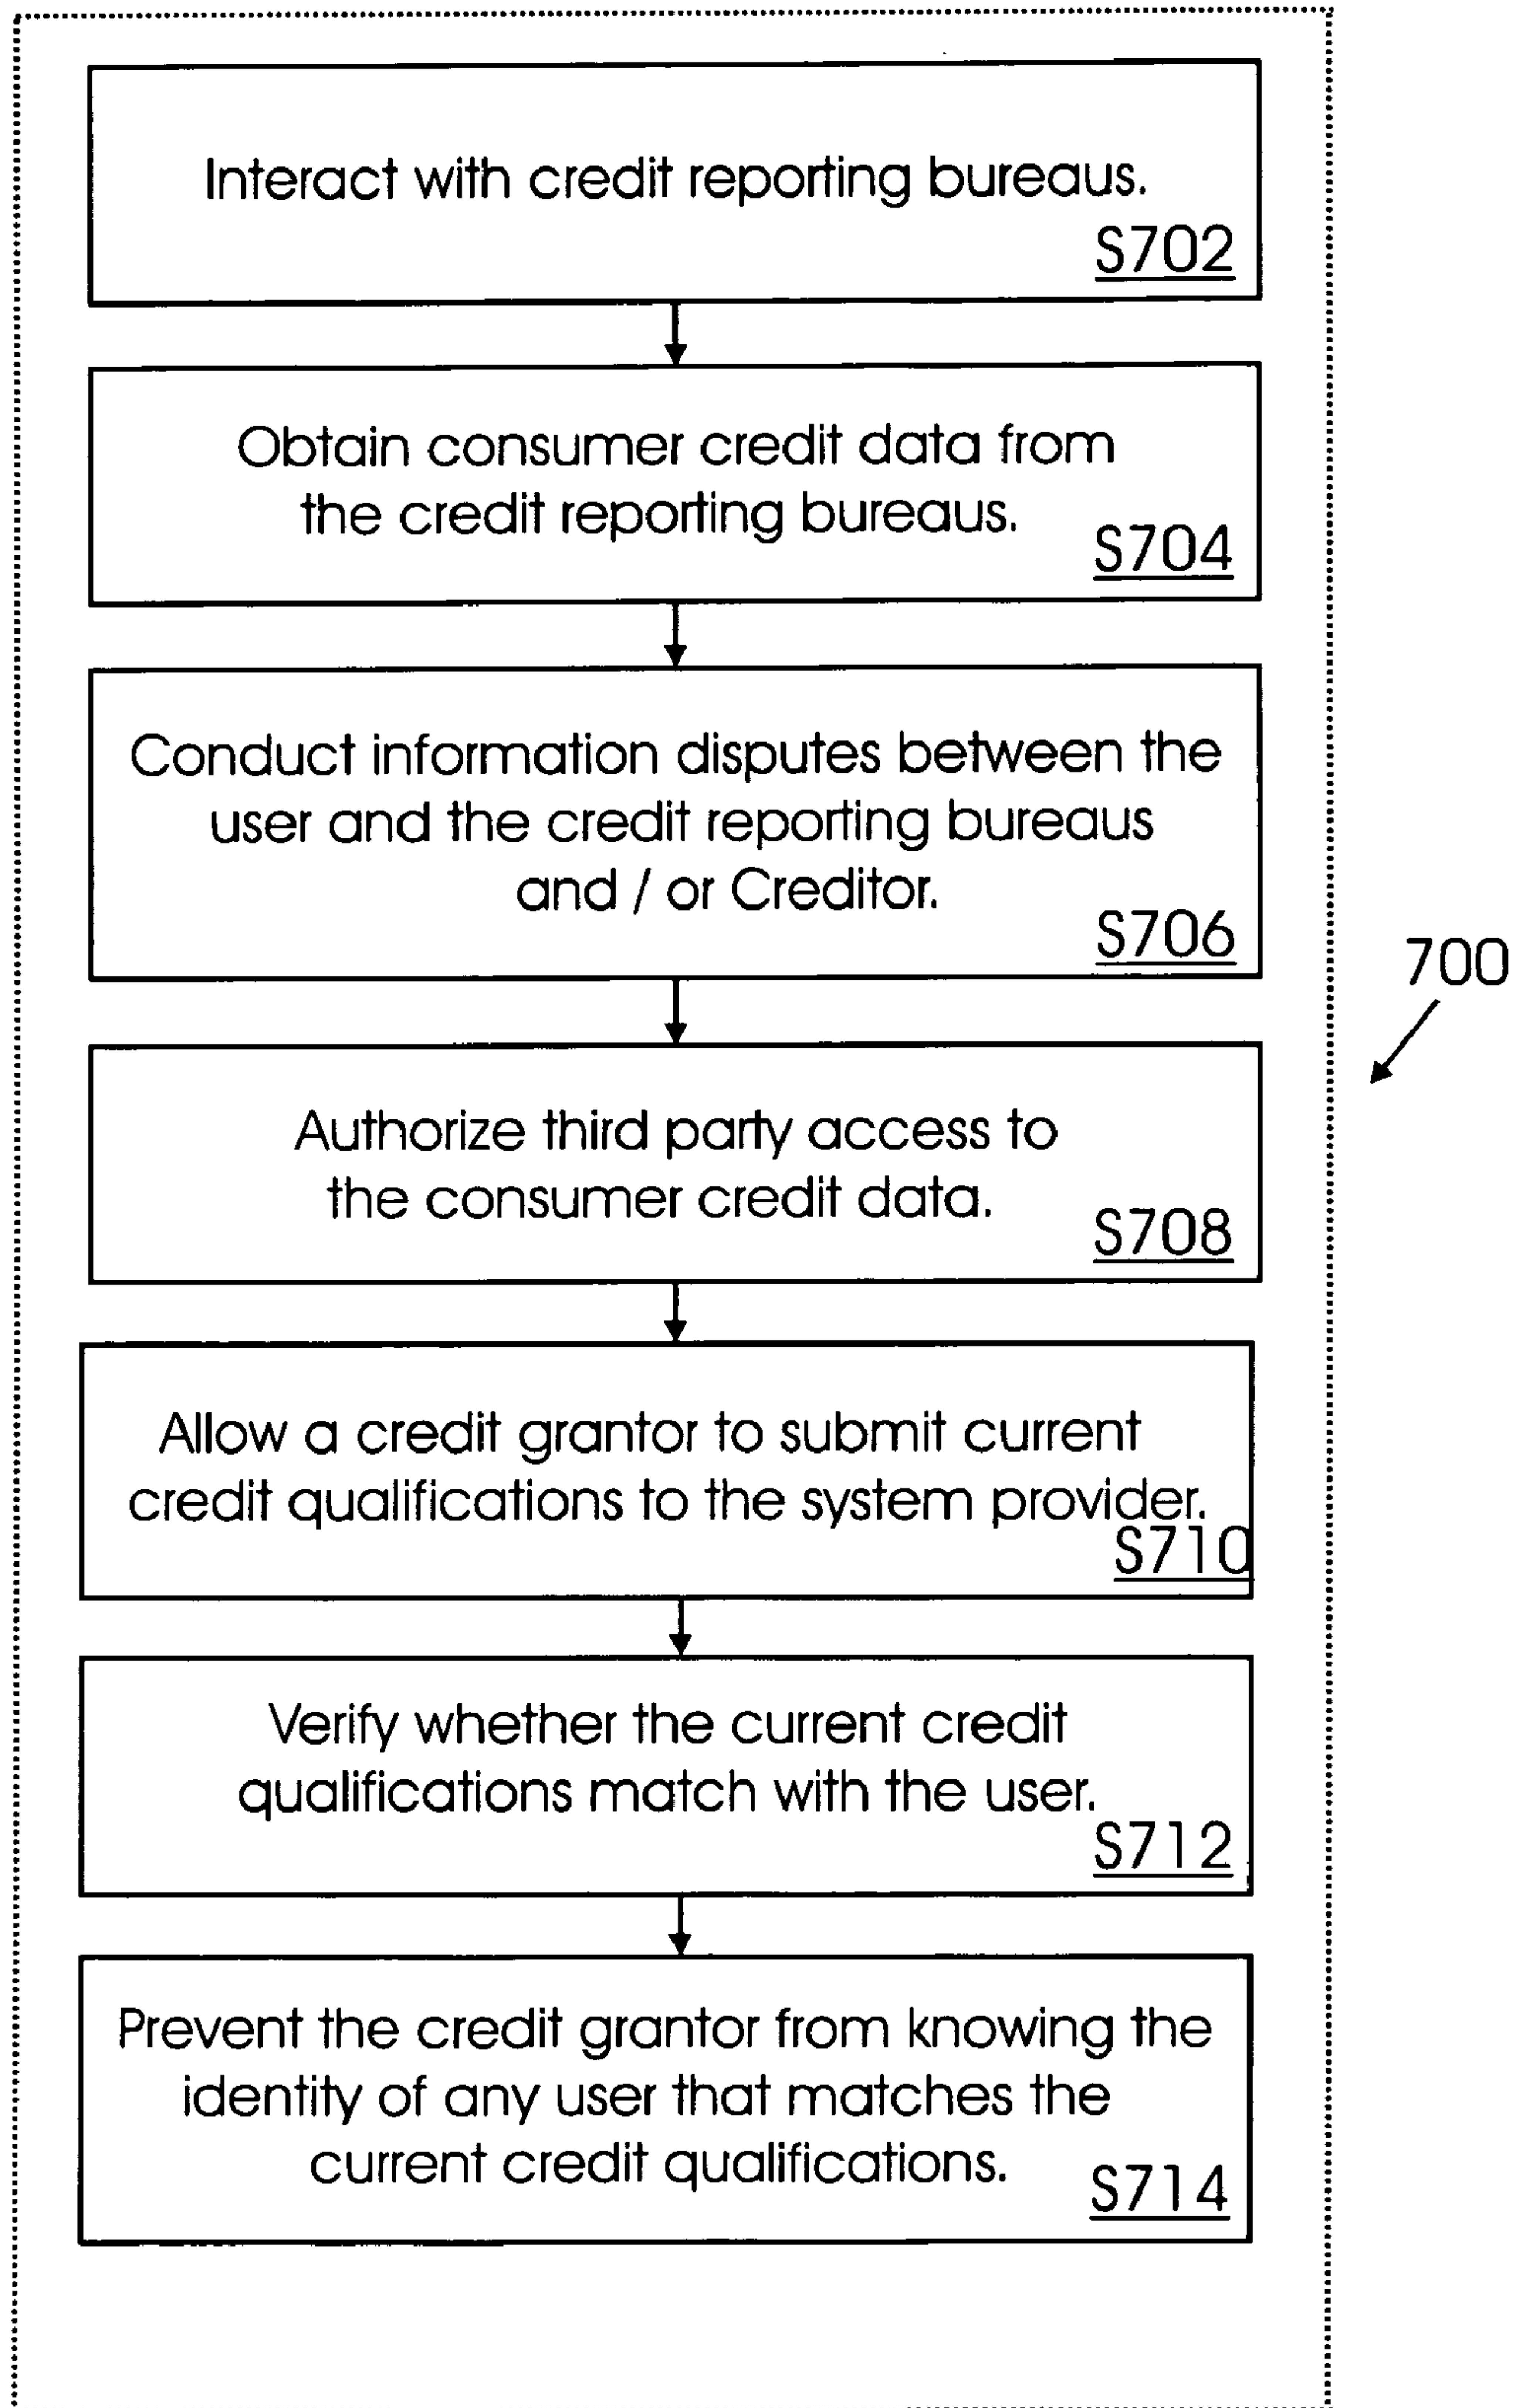 Interact with credit reporting bureaus.
S702
Obtain consumer credit data from
the credit reporting bureaus.
S704
Conduct information disputes between the
user and the credit reporting bureaus
and / or Creditor.
S706
700
Authorize third party access to
the consumer credit data.
S708
Allow a credit grantor to submit current
credit qualifications to the system provider.
S710
Verify whether the current credit
qualifications match with the user.
S712
Prevent the credit grantor from knowing the
identity of any user that matches the
current credit qualifications.
S714